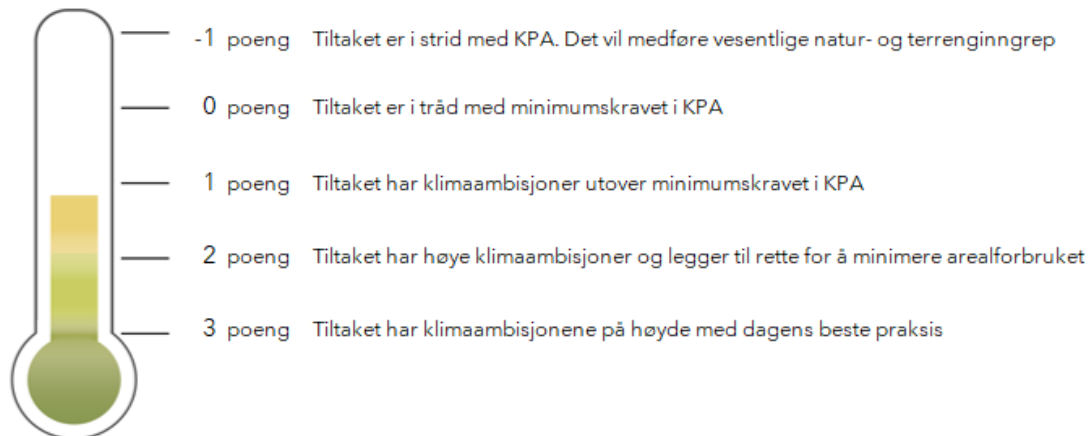 -1 poeng Tiltaket er i strid med KPA. Det vil medføre vesentlige natur- og terrenginngrep
0 poeng Tiltaket er i tråd med minimumskravet i KPA
1 poeng Tiltaket har klimaambisjoner utover minimumskravet i KPA
2 poeng Tiltaket har høye klimaambisjoner og legger til rette for å minimere arealforbruket
3 poeng Tiltaket har klimaambisjonene på høyde med dagens beste praksis